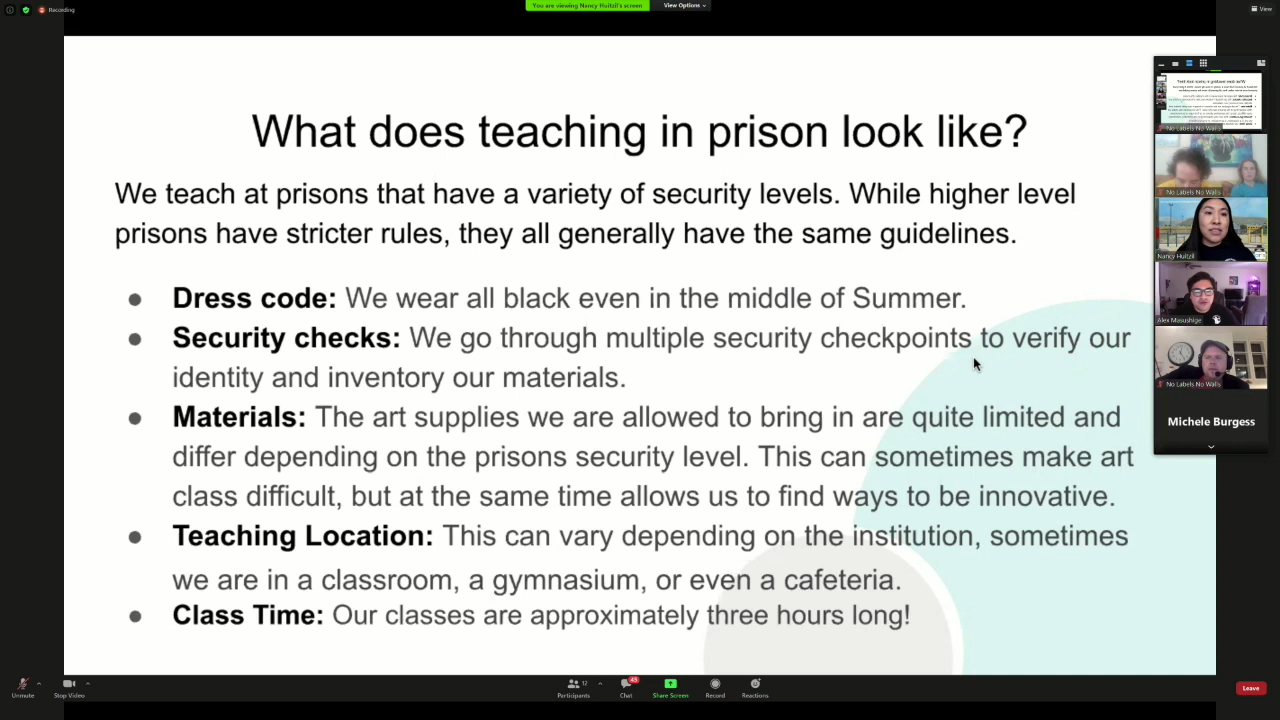 Recording
You are viewing Nancy Huitzil's screen
View Options
View
What does teaching in prison look like?
We teach at prisons that have a variety of security levels. While higher level
prisons have stricter rules, they all generally have the same guidelines.
● Dress code: We wear all black even in the middle of Summer.
● Security checks: We go through multiple security checkpoints to verify our
identity and inventory our materials.
● Materials: The art supplies we are allowed to bring in are quite limited and
differ depending on the prisons security level. This can sometimes make art
class difficult, but at the same time allows us to find ways to be innovative.
● Teaching Location: This can vary depending on the institution, sometimes
we are in a classroom, a gymnasium, or even a cafeteria.
● Class Time: Our classes are approximately three hours long!
No Labels No Walls
No Labels No Walls
Nancy Huitzil
Alex Masushige
No Labels No Walls
Michele Burgess
Unmute
Stop Video
Participants
12
Chat
45
Share Screen
Record
Reactions
Leave